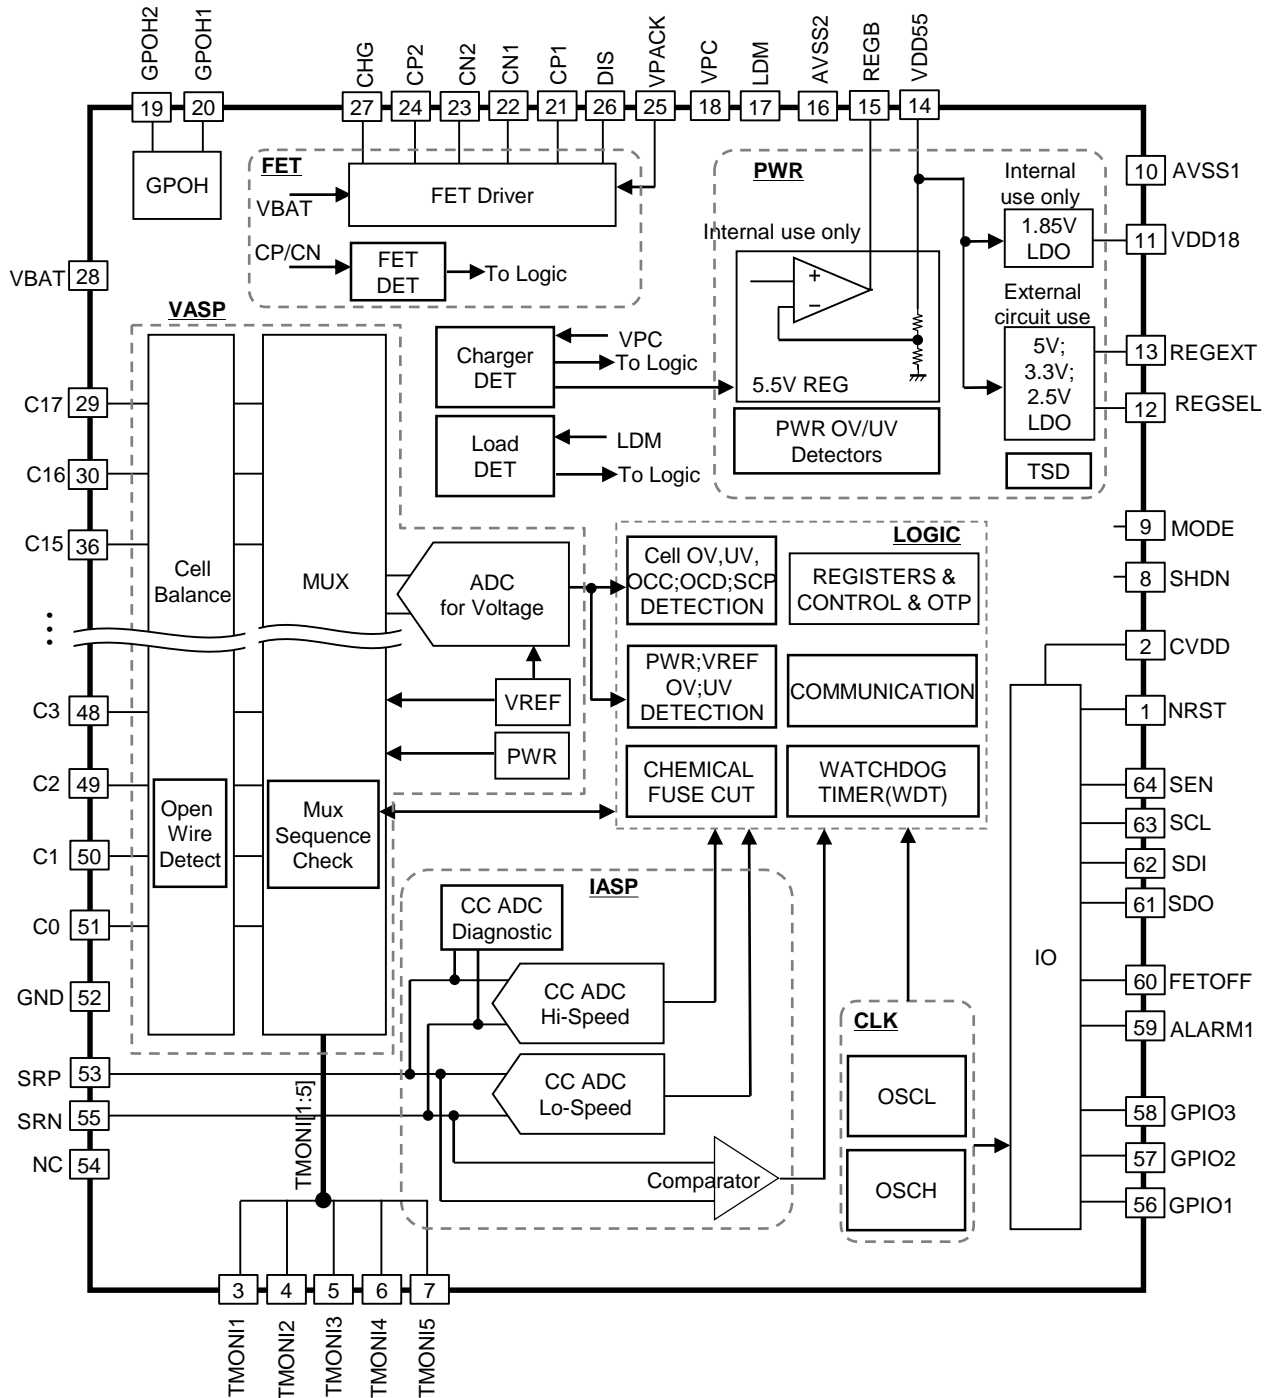 GPOH2
GPOH1
CHG
CP2
CN2
CN1
CP1
DIS
VPACK
VPC
LDM
AVSS2
REGB
VDD55
19
20
27
24
23
22
21
26
25
18
17
16
15
14
GPOH
FET
FET Driver
VBAT
CP/CN
FET
DET
To Logic
PWR
Internal use only
+
–
5.5V REG
PWR OV/UV
Detectors
Internal
use only
1.85V
LDO
External
circuit use
5V;
3.3V;
2.5V
LDO
TSD
10
AVSS1
11
VDD18
13
REGEXT
12
REGSEL
9
MODE
8
SHDN
2
CVDD
1
NRST
64
SEN
63
SCL
62
SDI
61
SDO
60
FETOFF
59
ALARM1
58
GPIO3
57
GPIO2
56
GPIO1
VBAT
28
VASP
C17
29
C16
30
C15
36
⋮
C3
48
C2
49
C1
50
C0
51
GND
52
SRP
53
SRN
55
NC
54
Cell
Balance
MUX
Open
Wire
Detect
Mux
Sequence
Check
Charger
DET
VPC
To Logic
Load
DET
LDM
To Logic
ADC
for Voltage
VREF
PWR
LOGIC
Cell OV,UV,
OCC;OCD;SCP
DETECTION
REGISTERS &
CONTROL & OTP
PWR;VREF
OV;UV
DETECTION
COMMUNICATION
CHEMICAL
FUSE CUT
WATCHDOG
TIMER(WDT)
IASP
CC ADC
Diagnostic
CC ADC
Hi-Speed
CC ADC
Lo-Speed
Comparator
CLK
OSCL
OSCH
IO
TMONI[1:5]
3
4
5
6
7
TMONI1
TMONI2
TMONI3
TMONI4
TMONI5